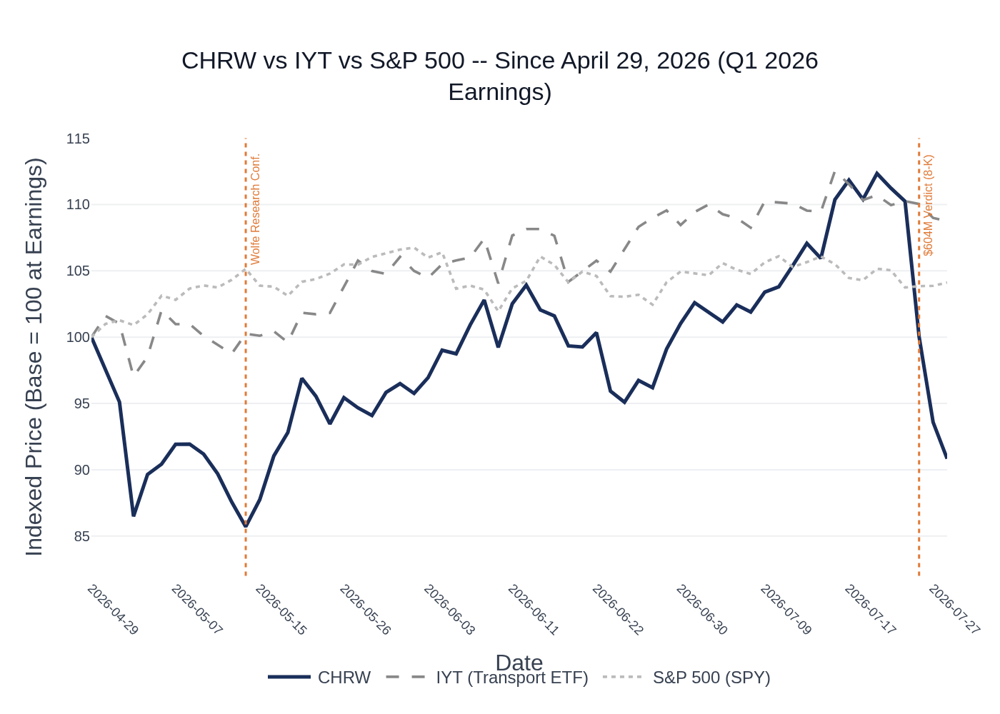 CHRW vs IYT vs S&P 500 -- Since April 29, 2026 (Q1 2026
Earnings)
Indexed Price (Base = 100 at Earnings)
115
110
105
100
95
90
85
Wolfe Research Conf.
$604M Verdict (8-K)
2026-04-29
2026-05-07
2026-05-15
2026-05-26
2026-06-03
2026-06-11
2026-06-22
2026-06-30
2026-07-09
2026-07-17
2026-07-27
Date
CHRW
IYT (Transport ETF)
S&P 500 (SPY)